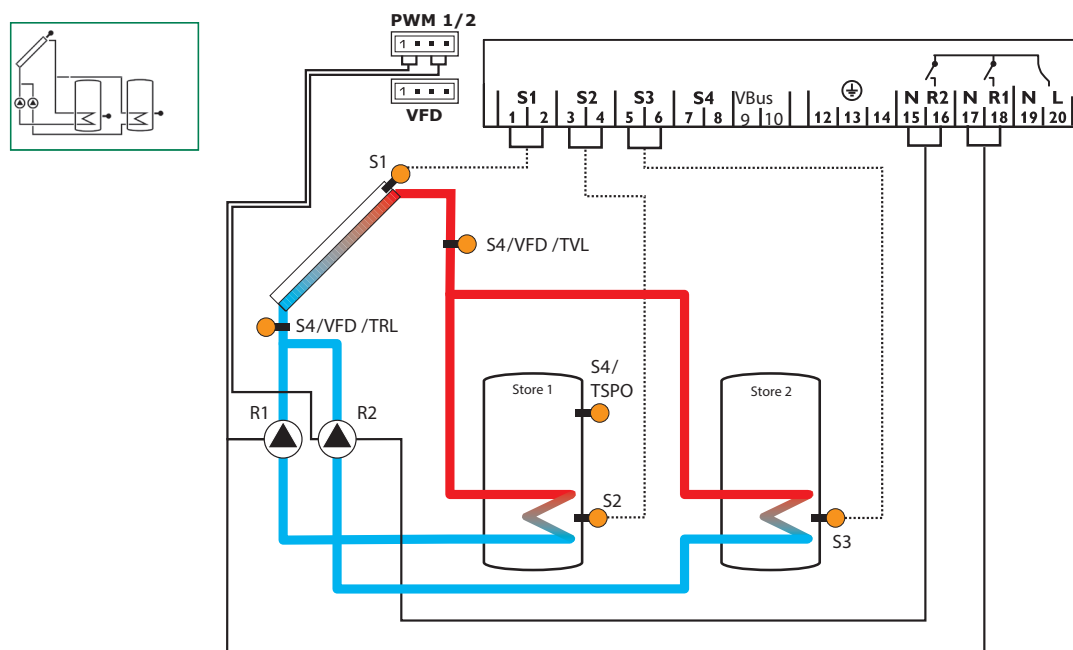 PWM 1/2
1
1
VFD
S1 S2 S3 S4 VBus N R2 N R1 N L
1 2 3 4 5 6 7 8 9 10 12 13 14 15 16 17 18 19 20
S1
S4/VFD /TVL
S4/VFD /TRL
S4/
TSPO
Store 1
Store 2
R1
R2
S2
S3